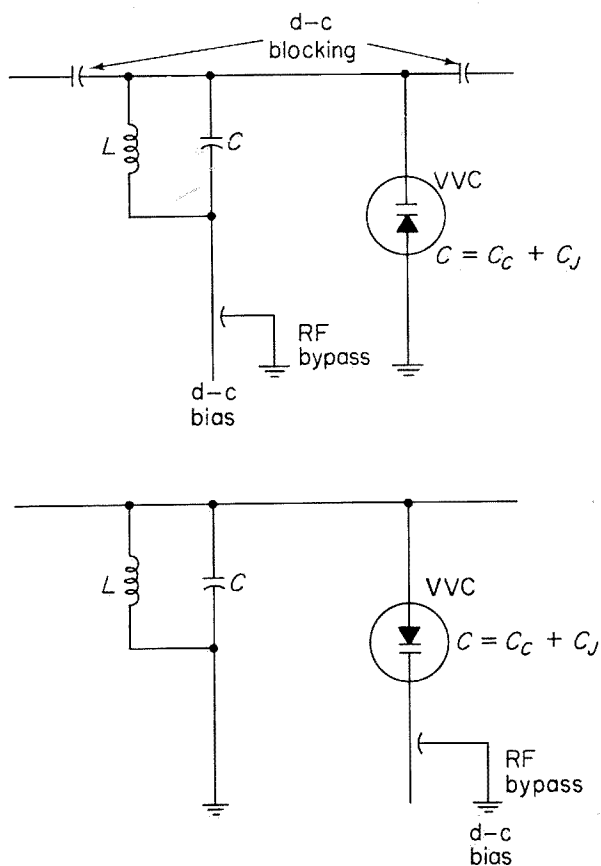 d-c
blocking
L
C
VVC
C = C_C + C_J
RF
bypass
d-c
bias
L
C
VVC
C = C_C + C_J
RF
bypass
d-c
bias